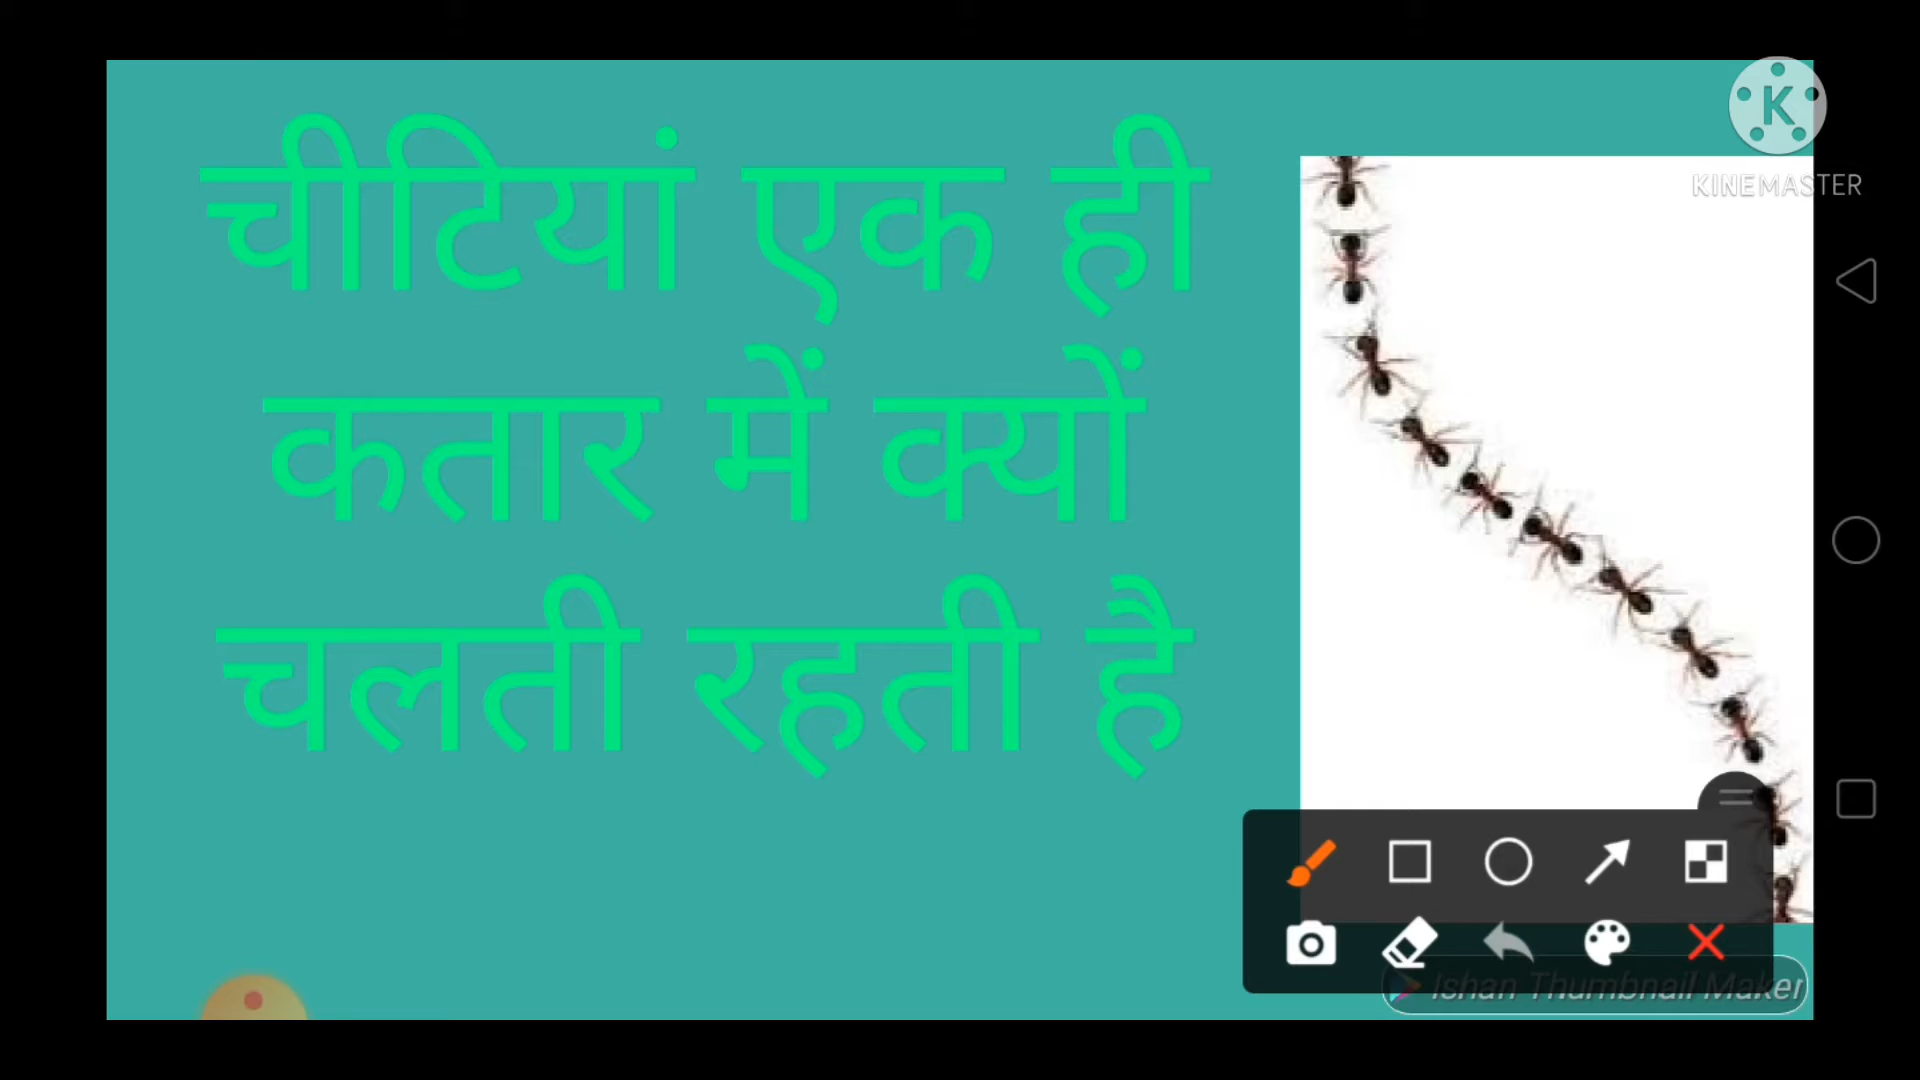 चीटियां एक ही
कतार में क्यों
चलती रहती है
K
KINEMASTER
Ishan Thumbnail Maker